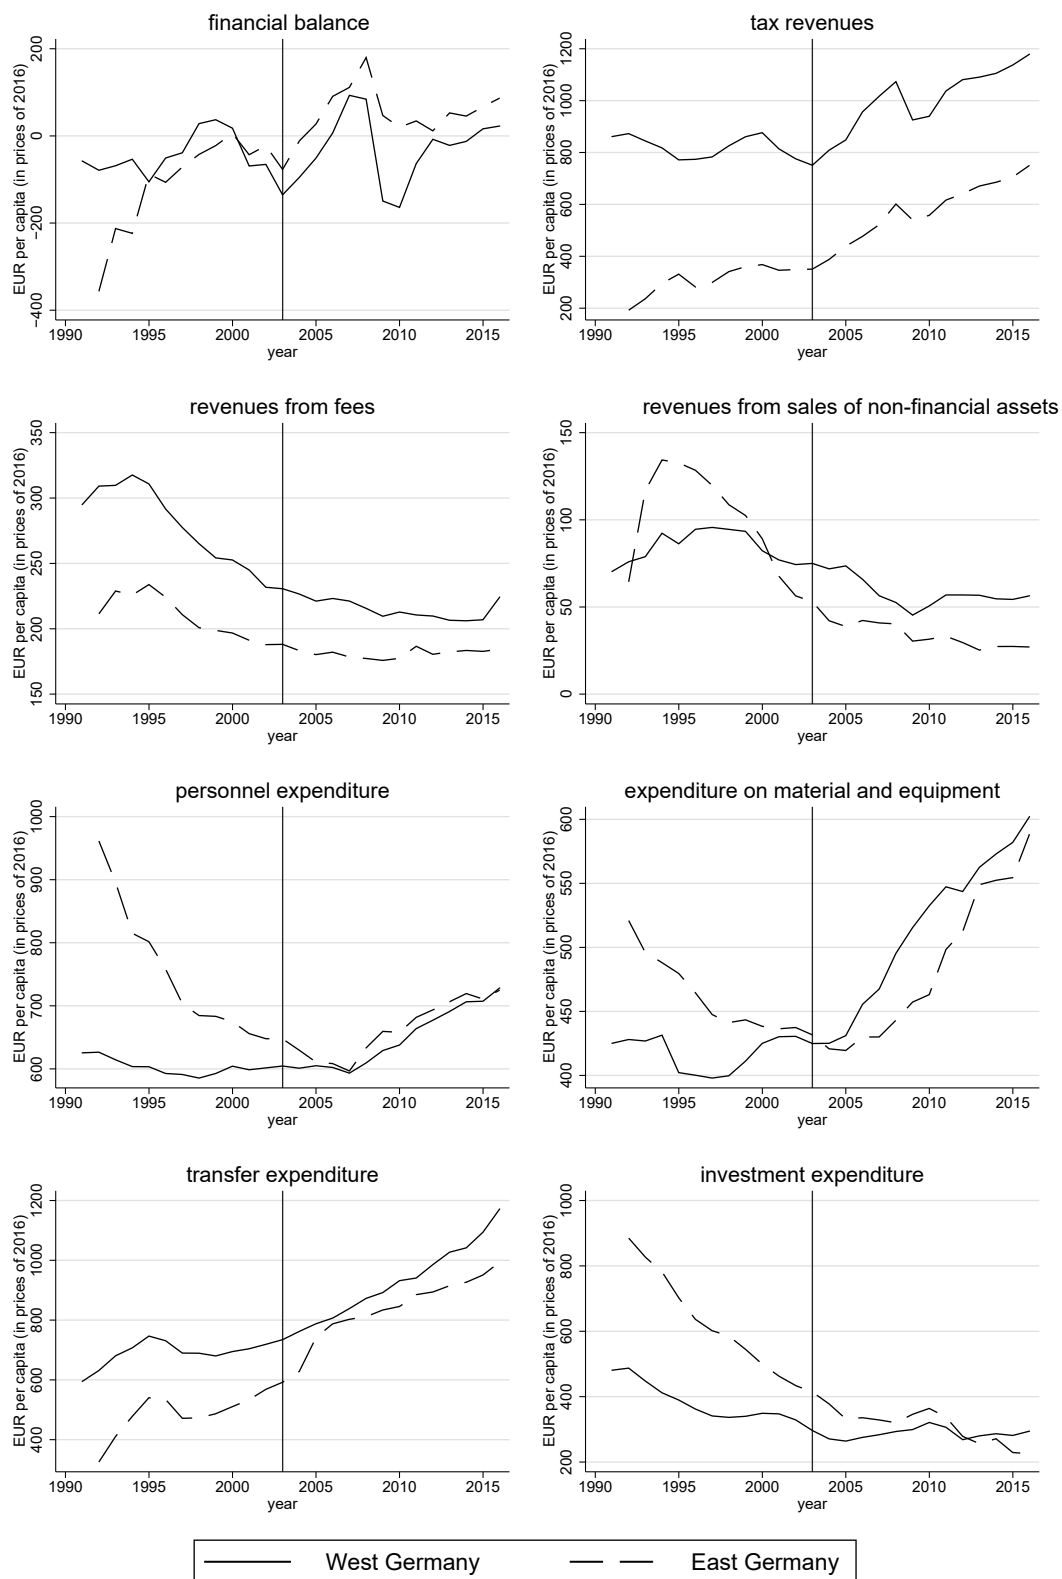 financial balance
EUR per capita (in prices of 2016)
200
0
−200
−400
1990 1995 2000 2005 2010 2015
year
tax revenues
EUR per capita (in prices of 2016)
1200
1000
800
600
400
200
1990 1995 2000 2005 2010 2015
year
revenues from fees
EUR per capita (in prices of 2016)
350
300
250
200
150
1990 1995 2000 2005 2010 2015
year
revenues from sales of non-financial assets
EUR per capita (in prices of 2016)
150
100
50
0
1990 1995 2000 2005 2010 2015
year
personnel expenditure
EUR per capita (in prices of 2016)
1000
900
800
700
600
1990 1995 2000 2005 2010 2015
year
expenditure on material and equipment
EUR per capita (in prices of 2016)
600
550
500
450
400
1990 1995 2000 2005 2010 2015
year
transfer expenditure
EUR per capita (in prices of 2016)
1200
1000
800
600
400
1990 1995 2000 2005 2010 2015
year
investment expenditure
EUR per capita (in prices of 2016)
1000
800
600
400
200
1990 1995 2000 2005 2010 2015
year
West Germany East Germany